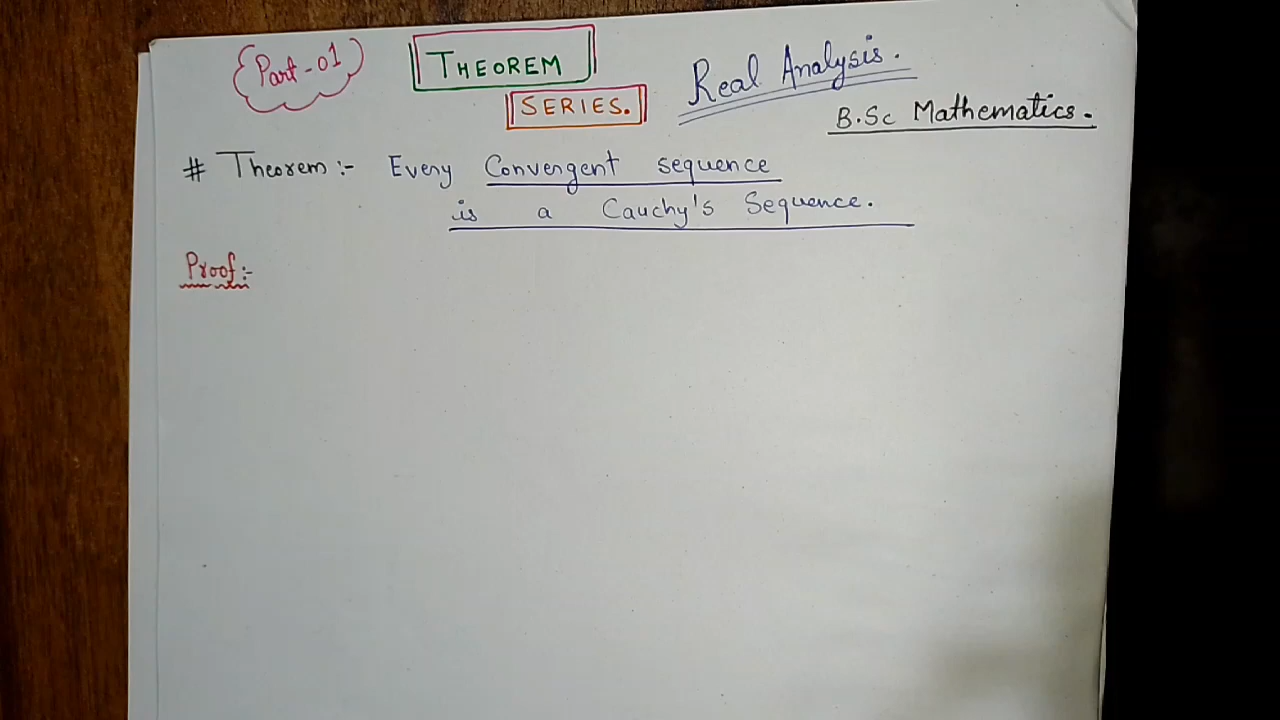 Part-01
THEOREM
SERIES.
Real Analysis.
B.Sc Mathematics.
# Theorem :- Every Convergent sequence
is a Cauchy's Sequence.
Proof :-